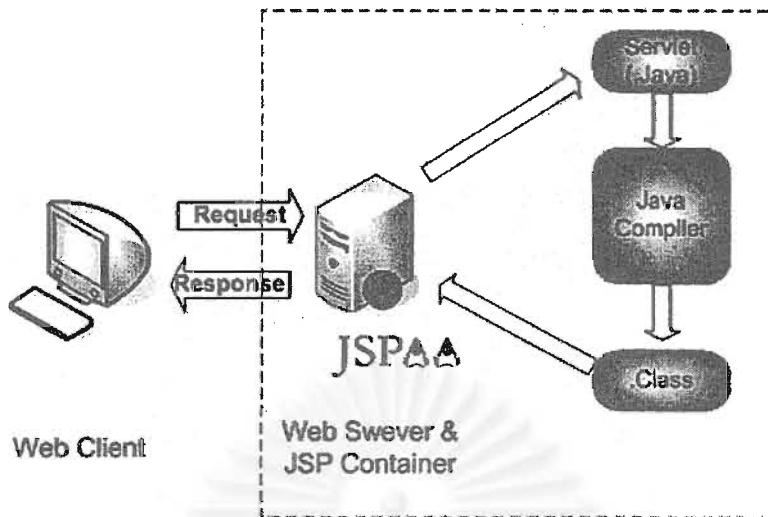 Servlet
(.Java)
Java
Compiler
.Class
Request
Response
JSP
Web Client
Web Swever &
JSP Container